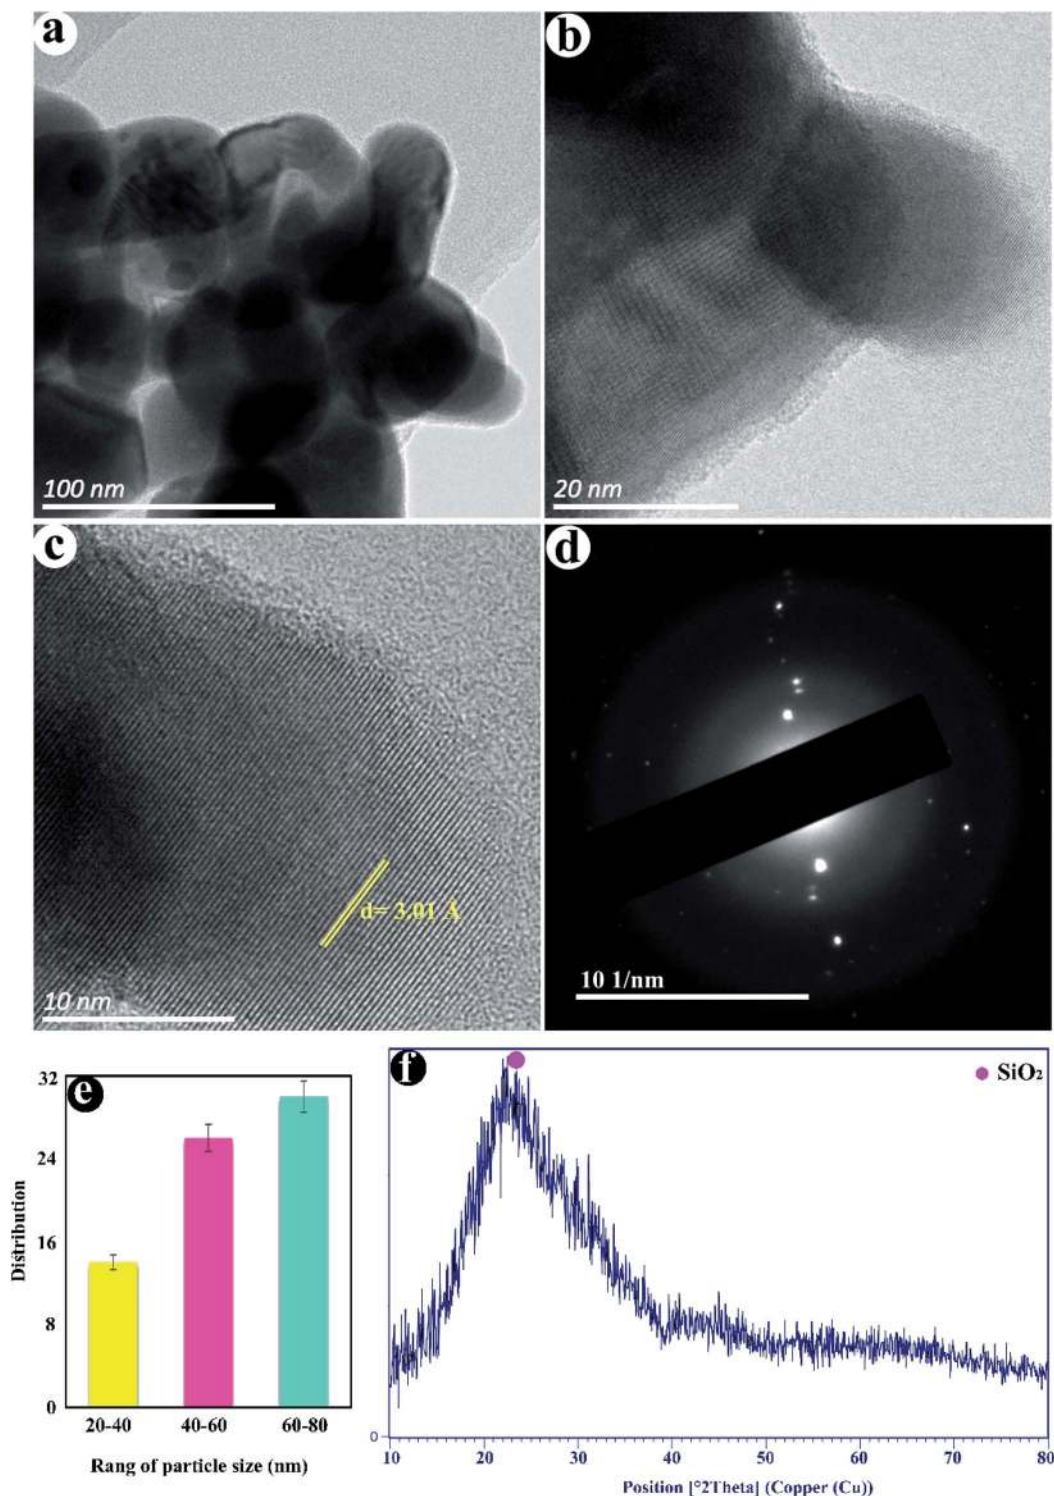 a
b
100 nm
20 nm
c
d
d= 3.01 Å
10 nm
10 1/nm
e
f
SiO₂
32
24
16
8
0
Distribution
20-40 40-60 60-80
Rang of particle size (nm)
0
10 20 30 40 50 60 70 80
Position [°2Theta] (Copper (Cu))